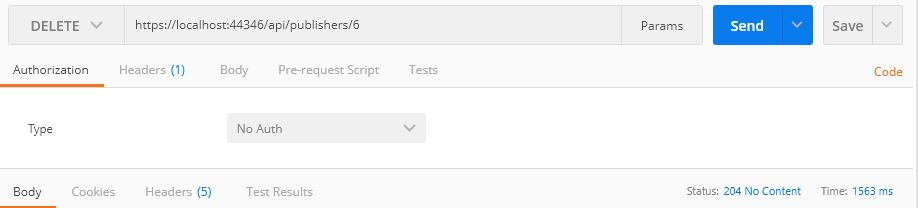 DELETE https://localhost:44346/api/publishers/6 Params Send Save
Authorization Headers (1) Body Pre-request Script Tests Code
Type No Auth
Body Cookies Headers (5) Test Results Status: 204 No Content Time: 1563 ms